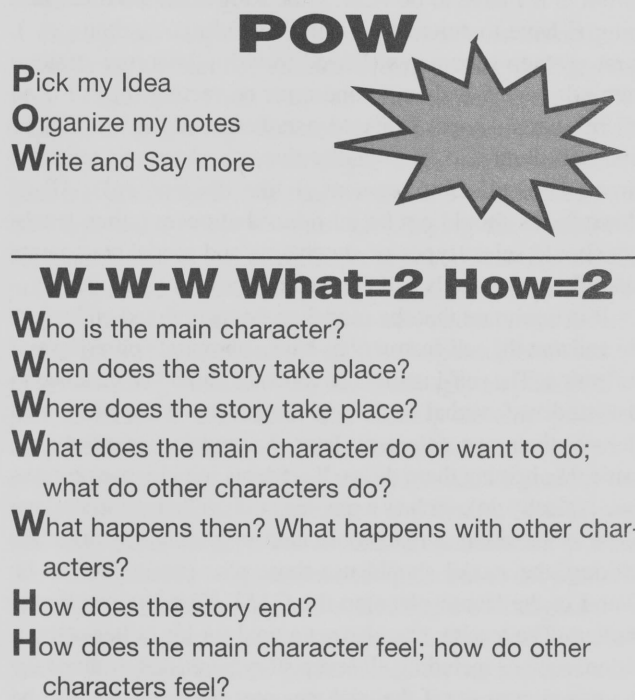 POW
Pick my Idea
Organize my notes
Write and Say more
W-W-W What=2 How=2
Who is the main character?
When does the story take place?
Where does the story take place?
What does the main character do or want to do;
what do other characters do?
What happens then? What happens with other char-
acters?
How does the story end?
How does the main character feel; how do other
characters feel?